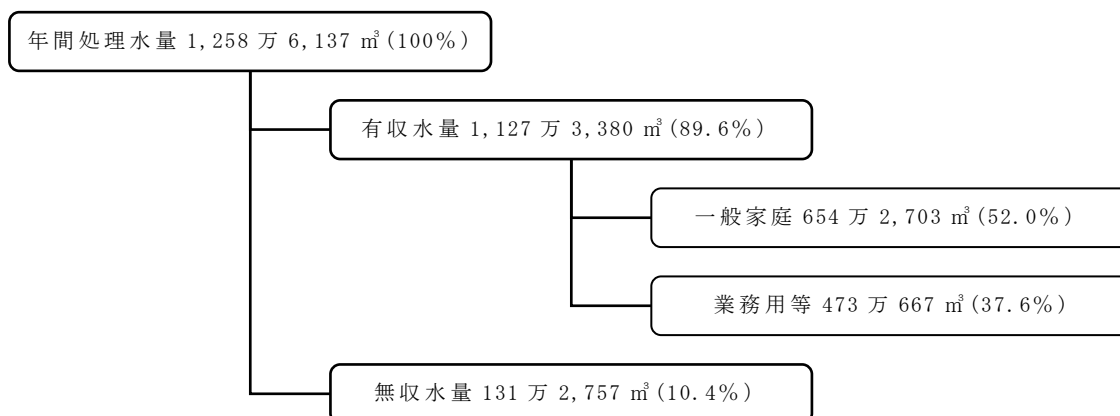 年間処理水量 1,258 万 6,137 ㎥(100%)
有収水量 1,127 万 3,380 ㎥(89.6%)
一般家庭 654 万 2,703 ㎥(52.0%)
業務用等 473 万 667 ㎥(37.6%)
無収水量 131 万 2,757 ㎥(10.4%)